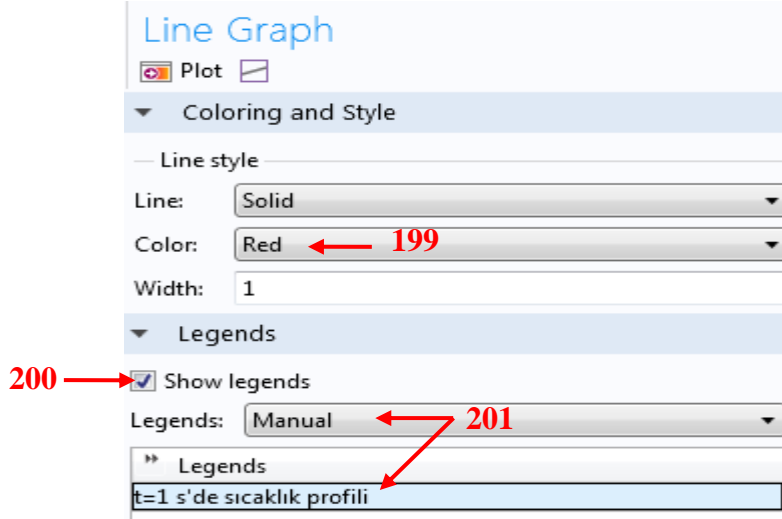 Line Graph
Plot
Coloring and Style
Line style
Line: Solid
Color: Red 199
Width: 1
Legends
200 Show legends
Legends: Manual 201
Legends
t=1 s'de sıcaklık profili